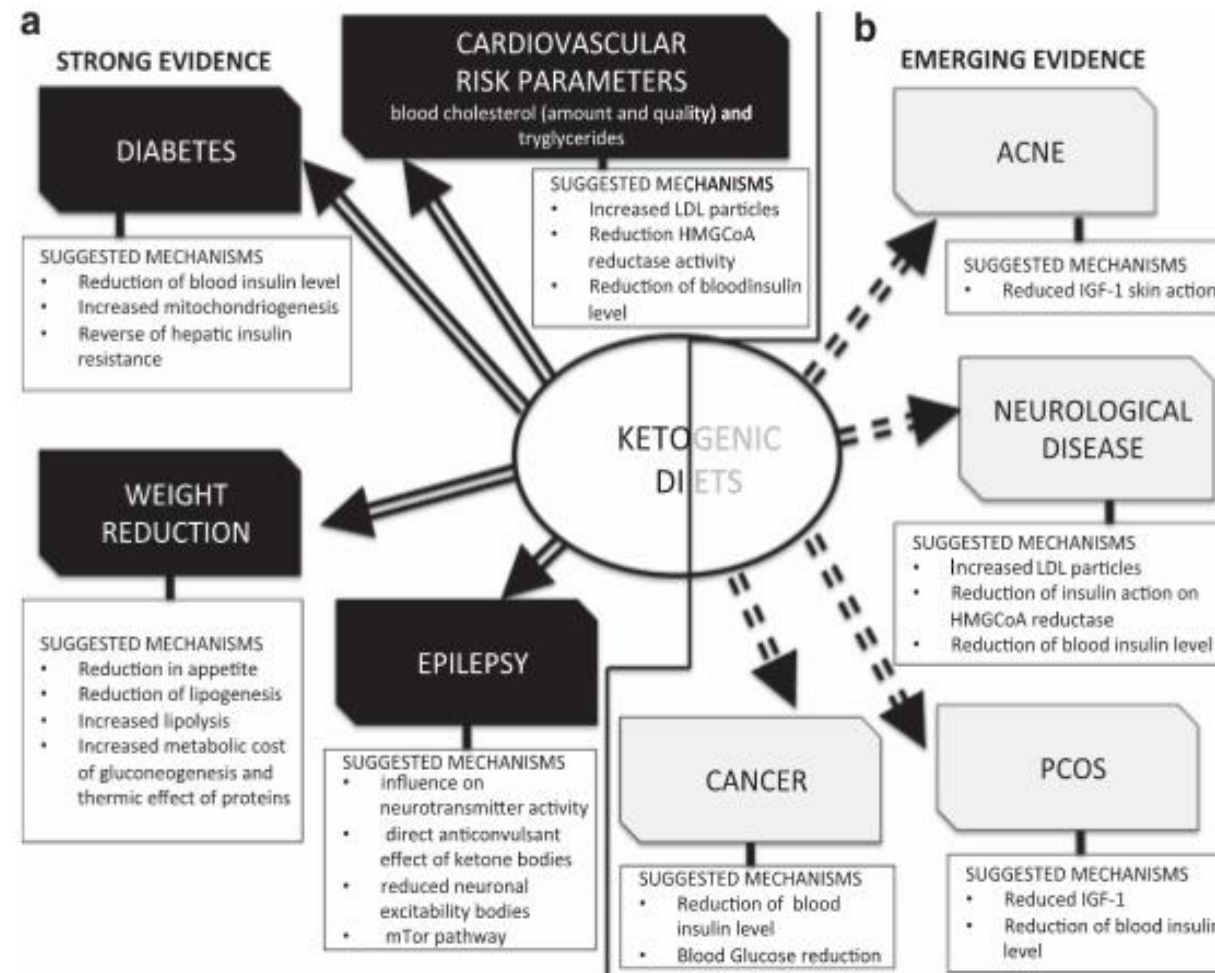 a
STRONG EVIDENCE
DIABETES
SUGGESTED MECHANISMS
• Reduction of blood insulin level
• Increased mitochondriogenesis
• Reverse of hepatic insulin
resistance
CARDIOVASCULAR
RISK PARAMETERS
blood cholesterol (amount and quality) and
tryglycerides
SUGGESTED MECHANISMS
• Increased LDL particles
• Reduction HMGCoA
reductase activity
• Reduction of bloodinsulin
level
WEIGHT
REDUCTION
SUGGESTED MECHANISMS
• Reduction in appetite
• Reduction of lipogenesis
• Increased lipolysis
• Increased metabolic cost
of gluconeogenesis and
thermic effect of proteins
EPILEPSY
SUGGESTED MECHANISMS
• influence on
neurotransmitter activity
• direct anticonvulsant
effect of ketone bodies
• reduced neuronal
excitability bodies
• mTor pathway
KETOGENIC
DIETS
b
EMERGING EVIDENCE
ACNE
SUGGESTED MECHANISMS
• Reduced IGF-1 skin action
NEUROLOGICAL
DISEASE
SUGGESTED MECHANISMS
• Increased LDL particles
• Reduction of insulin action on
HMGCoA reductase
• Reduction of blood insulin level
CANCER
SUGGESTED MECHANISMS
• Reduction of blood
insulin level
• Blood Glucose reduction
PCOS
SUGGESTED MECHANISMS
• Reduced IGF-1
• Reduction of blood insulin
level